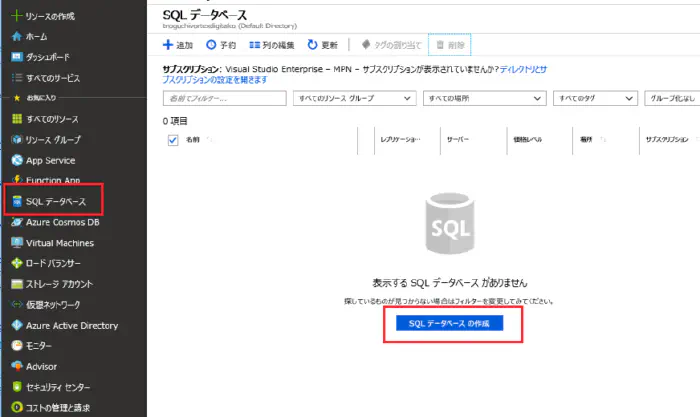 リソースの作成
ホーム
ダッシュボード
すべてのサービス
お気に入り
すべてのリソース
リソース グループ
App Service
Function App
SQL データベース
Azure Cosmos DB
Virtual Machines
ロード バランサー
ストレージ アカウント
仮想ネットワーク
Azure Active Directory
モニター
Advisor
セキュリティ センター
コストの管理と請求
SQL データベース
(Default Directory)
追加 予約 列の編集 更新 タグの割り当て 削除
サブスクリプション: Visual Studio Enterprise – MPN – サブスクリプションが表示されていませんか?ディレクトリとサ
ブスクリプションの設定を開きます
名前でフィルター... すべてのリソース グループ すべての場所 すべてのタグ グループ化なし
0 項目
名前 レプリケーショ... サーバー 価格レベル 場所 サブスクリプション
SQL
表示する SQL データベース がありません
探しているものが見つからない場合はフィルターを変更してみてください。
SQL データベース の作成